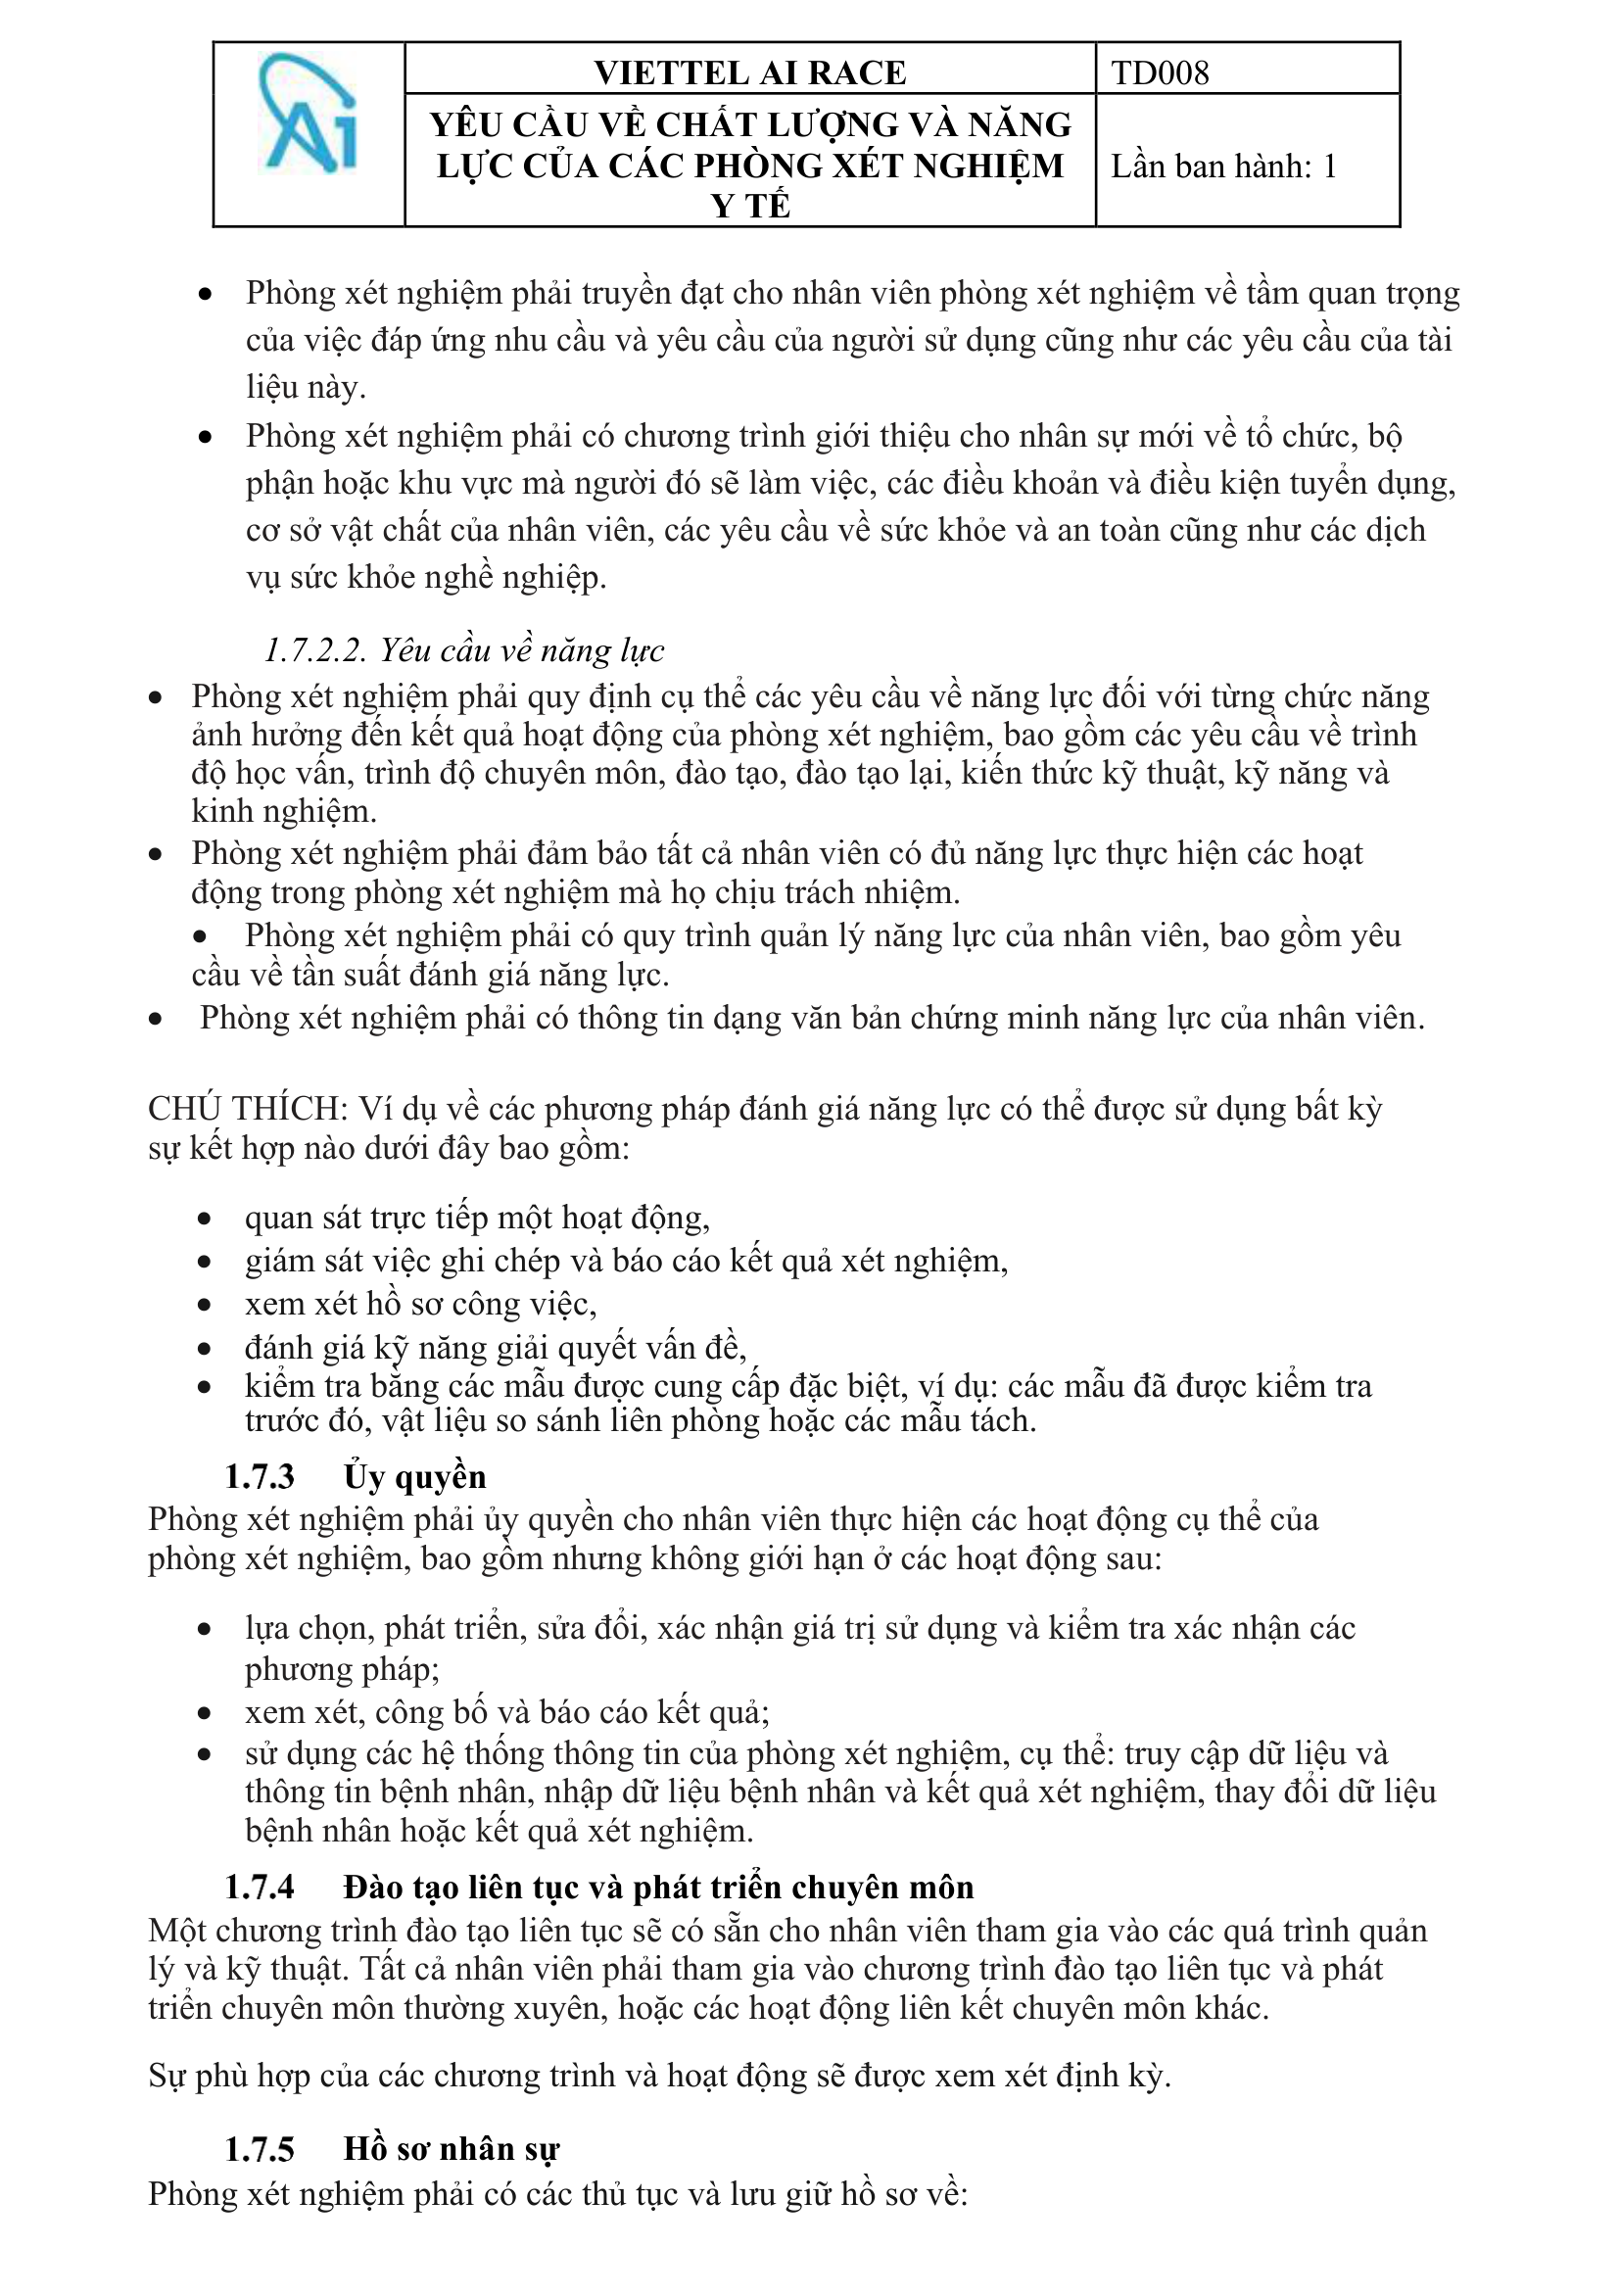 Ai
VIETTEL AI RACE
TD008
YÊU CẦU VỀ CHẤT LƯỢNG VÀ NĂNG
LỰC CỦA CÁC PHÒNG XÉT NGHIỆM
Y TẾ
Lần ban hành: 1
• Phòng xét nghiệm phải truyền đạt cho nhân viên phòng xét nghiệm về tầm quan trọng
của việc đáp ứng nhu cầu và yêu cầu của người sử dụng cũng như các yêu cầu của tài
liệu này.
• Phòng xét nghiệm phải có chương trình giới thiệu cho nhân sự mới về tổ chức, bộ
phận hoặc khu vực mà người đó sẽ làm việc, các điều khoản và điều kiện tuyển dụng,
cơ sở vật chất của nhân viên, các yêu cầu về sức khỏe và an toàn cũng như các dịch
vụ sức khỏe nghề nghiệp.
1.7.2.2. Yêu cầu về năng lực
• Phòng xét nghiệm phải quy định cụ thể các yêu cầu về năng lực đối với từng chức năng
ảnh hưởng đến kết quả hoạt động của phòng xét nghiệm, bao gồm các yêu cầu về trình
độ học vấn, trình độ chuyên môn, đào tạo, đào tạo lại, kiến thức kỹ thuật, kỹ năng và
kinh nghiệm.
• Phòng xét nghiệm phải đảm bảo tất cả nhân viên có đủ năng lực thực hiện các hoạt
động trong phòng xét nghiệm mà họ chịu trách nhiệm.
• Phòng xét nghiệm phải có quy trình quản lý năng lực của nhân viên, bao gồm yêu
cầu về tần suất đánh giá năng lực.
• Phòng xét nghiệm phải có thông tin dạng văn bản chứng minh năng lực của nhân viên.
CHÚ THÍCH: Ví dụ về các phương pháp đánh giá năng lực có thể được sử dụng bất kỳ
sự kết hợp nào dưới đây bao gồm:
• quan sát trực tiếp một hoạt động,
• giám sát việc ghi chép và báo cáo kết quả xét nghiệm,
• xem xét hồ sơ công việc,
• đánh giá kỹ năng giải quyết vấn đề,
• kiểm tra bằng các mẫu được cung cấp đặc biệt, ví dụ: các mẫu đã được kiểm tra
trước đó, vật liệu so sánh liên phòng hoặc các mẫu tách.
1.7.3 Ủy quyền
Phòng xét nghiệm phải ủy quyền cho nhân viên thực hiện các hoạt động cụ thể của
phòng xét nghiệm, bao gồm nhưng không giới hạn ở các hoạt động sau:
• lựa chọn, phát triển, sửa đổi, xác nhận giá trị sử dụng và kiểm tra xác nhận các
phương pháp;
• xem xét, công bố và báo cáo kết quả;
• sử dụng các hệ thống thông tin của phòng xét nghiệm, cụ thể: truy cập dữ liệu và
thông tin bệnh nhân, nhập dữ liệu bệnh nhân và kết quả xét nghiệm, thay đổi dữ liệu
bệnh nhân hoặc kết quả xét nghiệm.
1.7.4 Đào tạo liên tục và phát triển chuyên môn
Một chương trình đào tạo liên tục sẽ có sẵn cho nhân viên tham gia vào các quá trình quản
lý và kỹ thuật. Tất cả nhân viên phải tham gia vào chương trình đào tạo liên tục và phát
triển chuyên môn thường xuyên, hoặc các hoạt động liên kết chuyên môn khác.
Sự phù hợp của các chương trình và hoạt động sẽ được xem xét định kỳ.
1.7.5 Hồ sơ nhân sự
Phòng xét nghiệm phải có các thủ tục và lưu giữ hồ sơ về: